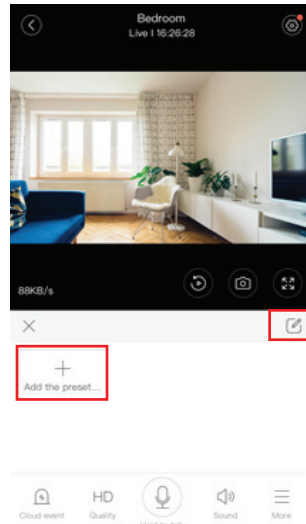 Bedroom
Live I 16:26:28
88KB/s
Add the preset...
HD
Cloud event
Quality
Sound
More